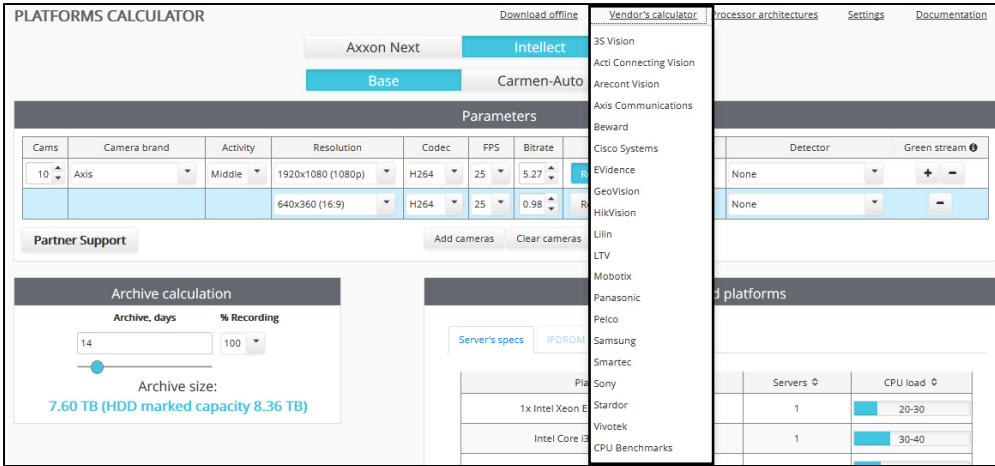 PLATFORMS CALCULATOR
Download offline Vendor's calculator Processor architectures Settings Documentation
Axxon Next Intellect
Base Carmen-Auto
3S Vision
Acti Connecting Vision
Arecont Vision
Axis Communications
Beward
Cisco Systems
EVidence
GeoVision
HikVision
Lilin
LTV
Mobotix
Panasonic
Pelco
Samsung
Smartec
Sony
Stardor
Vivotek
CPU Benchmarks
Parameters
Cams Camera brand Activity Resolution Codec FPS Bitrate Detector Green stream
10 Axis Middle 1920x1080 (1080p) H264 25 5.27 None + -
640x360 (16:9) H264 25 0.98 None -
Partner Support Add cameras Clear cameras
Archive calculation
Archive, days % Recording
14 100
Archive size:
7.60 TB (HDD marked capacity 8.36 TB)
platforms
Server's specs IPDROM
Servers CPU load
1x Intel Xeon 1 20-30
Intel Core i3 1 30-40